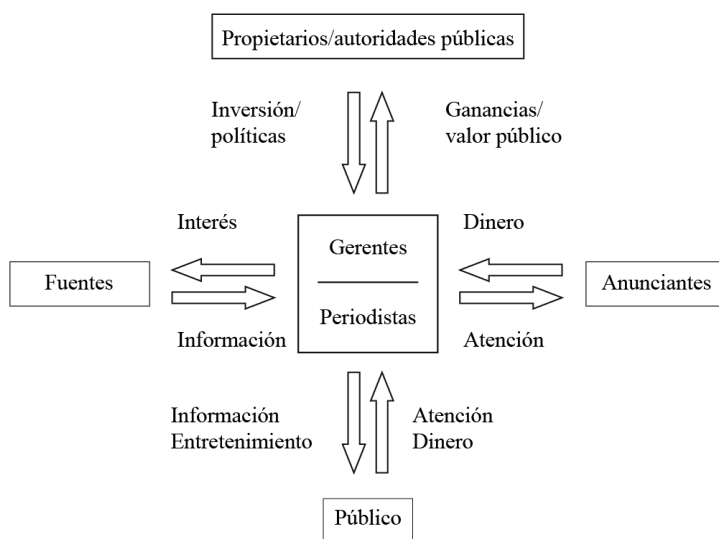 Propietarios/autoridades públicas
Inversión/
políticas
Ganancias/
valor público
Interés
Dinero
Fuentes
Gerentes
Periodistas
Anunciantes
Información
Atención
Información
Entretenimiento
Atención
Dinero
Público